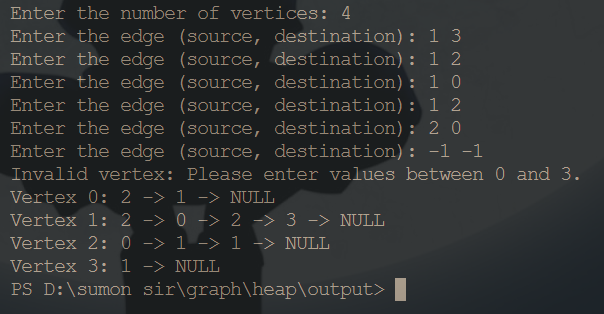 Enter the number of vertices: 4
Enter the edge (source, destination): 1 3
Enter the edge (source, destination): 1 2
Enter the edge (source, destination): 1 0
Enter the edge (source, destination): 1 2
Enter the edge (source, destination): 2 0
Enter the edge (source, destination): -1 -1
Invalid vertex: Please enter values between 0 and 3.
Vertex 0: 2 -> 1 -> NULL
Vertex 1: 2 -> 0 -> 2 -> 3 -> NULL
Vertex 2: 0 -> 1 -> 1 -> NULL
Vertex 3: 1 -> NULL
PS D:\sumon sir\graph\heap\output>